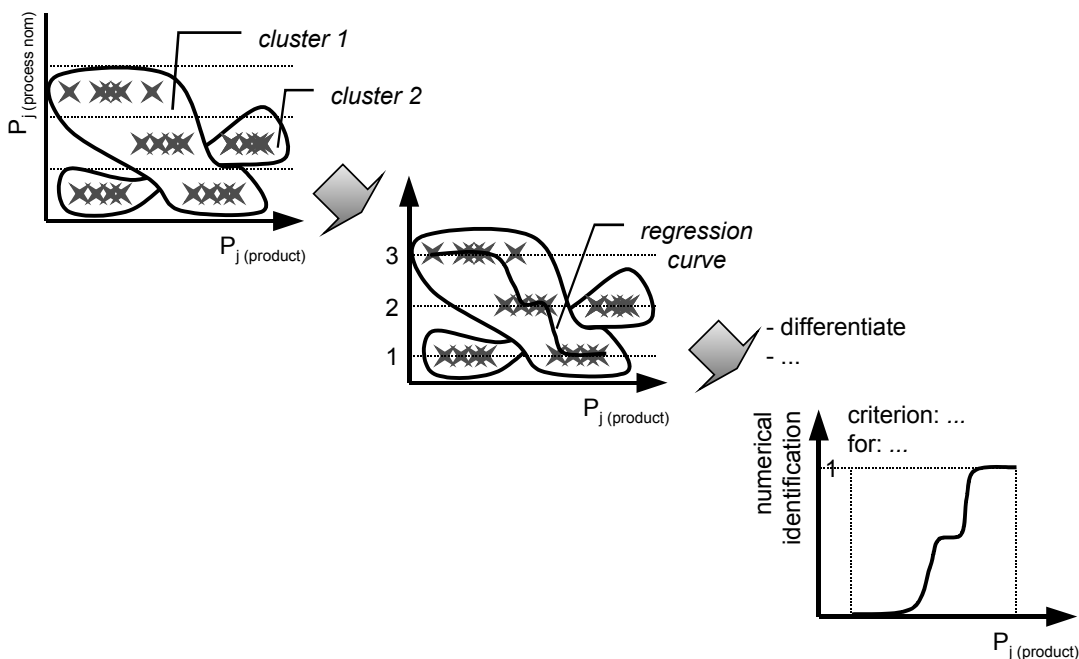 P j (process nom)
cluster 1
cluster 2
P j (product)
3
2
1
regression
curve
P j (product)
- differentiate
- ...
numerical
identification
criterion: ...
for: ...
1
P j (product)